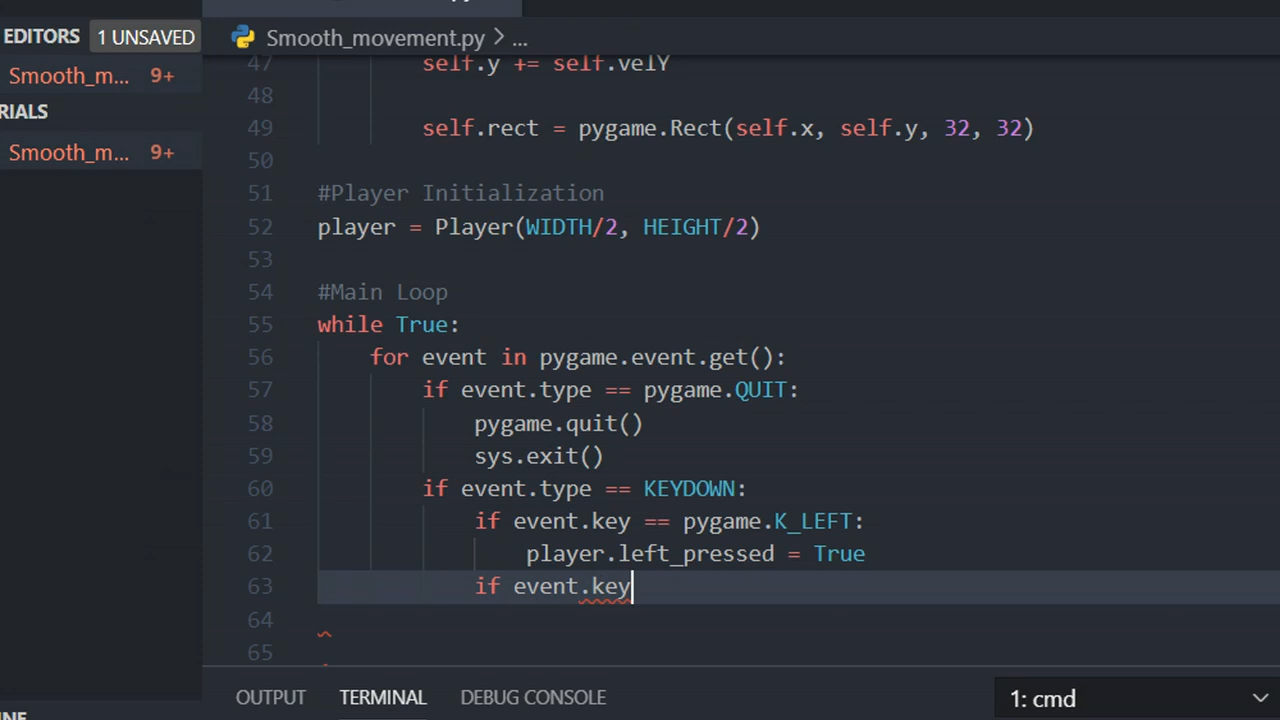 EDITORS 1 UNSAVED
Smooth_m... 9+
RIALS
Smooth_m... 9+
Smooth_movement.py > ...
47 self.y += self.velY
48
49 self.rect = pygame.Rect(self.x, self.y, 32, 32)
50
51 #Player Initialization
52 player = Player(WIDTH/2, HEIGHT/2)
53
54 #Main Loop
55 while True:
56 for event in pygame.event.get():
57 if event.type == pygame.QUIT:
58 pygame.quit()
59 sys.exit()
60 if event.type == KEYDOWN:
61 if event.key == pygame.K_LEFT:
62 player.left_pressed = True
63 if event.key
64
65
OUTPUT TERMINAL DEBUG CONSOLE 1: cmd